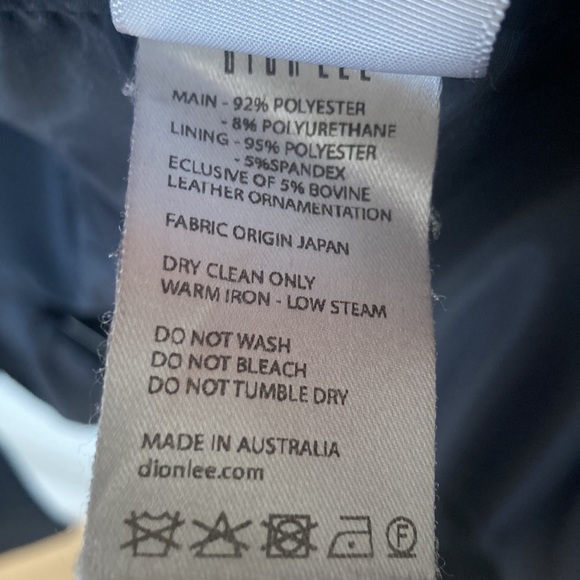 DION LEE
MAIN - 92% POLYESTER
- 8% POLYURETHANE
LINING - 95% POLYESTER
- 5%SPANDEX
ECLUSIVE OF 5% BOVINE
LEATHER ORNAMENTATION
FABRIC ORIGIN JAPAN
DRY CLEAN ONLY
WARM IRON - LOW STEAM
DO NOT WASH
DO NOT BLEACH
DO NOT TUMBLE DRY
MADE IN AUSTRALIA
dionlee.com
F